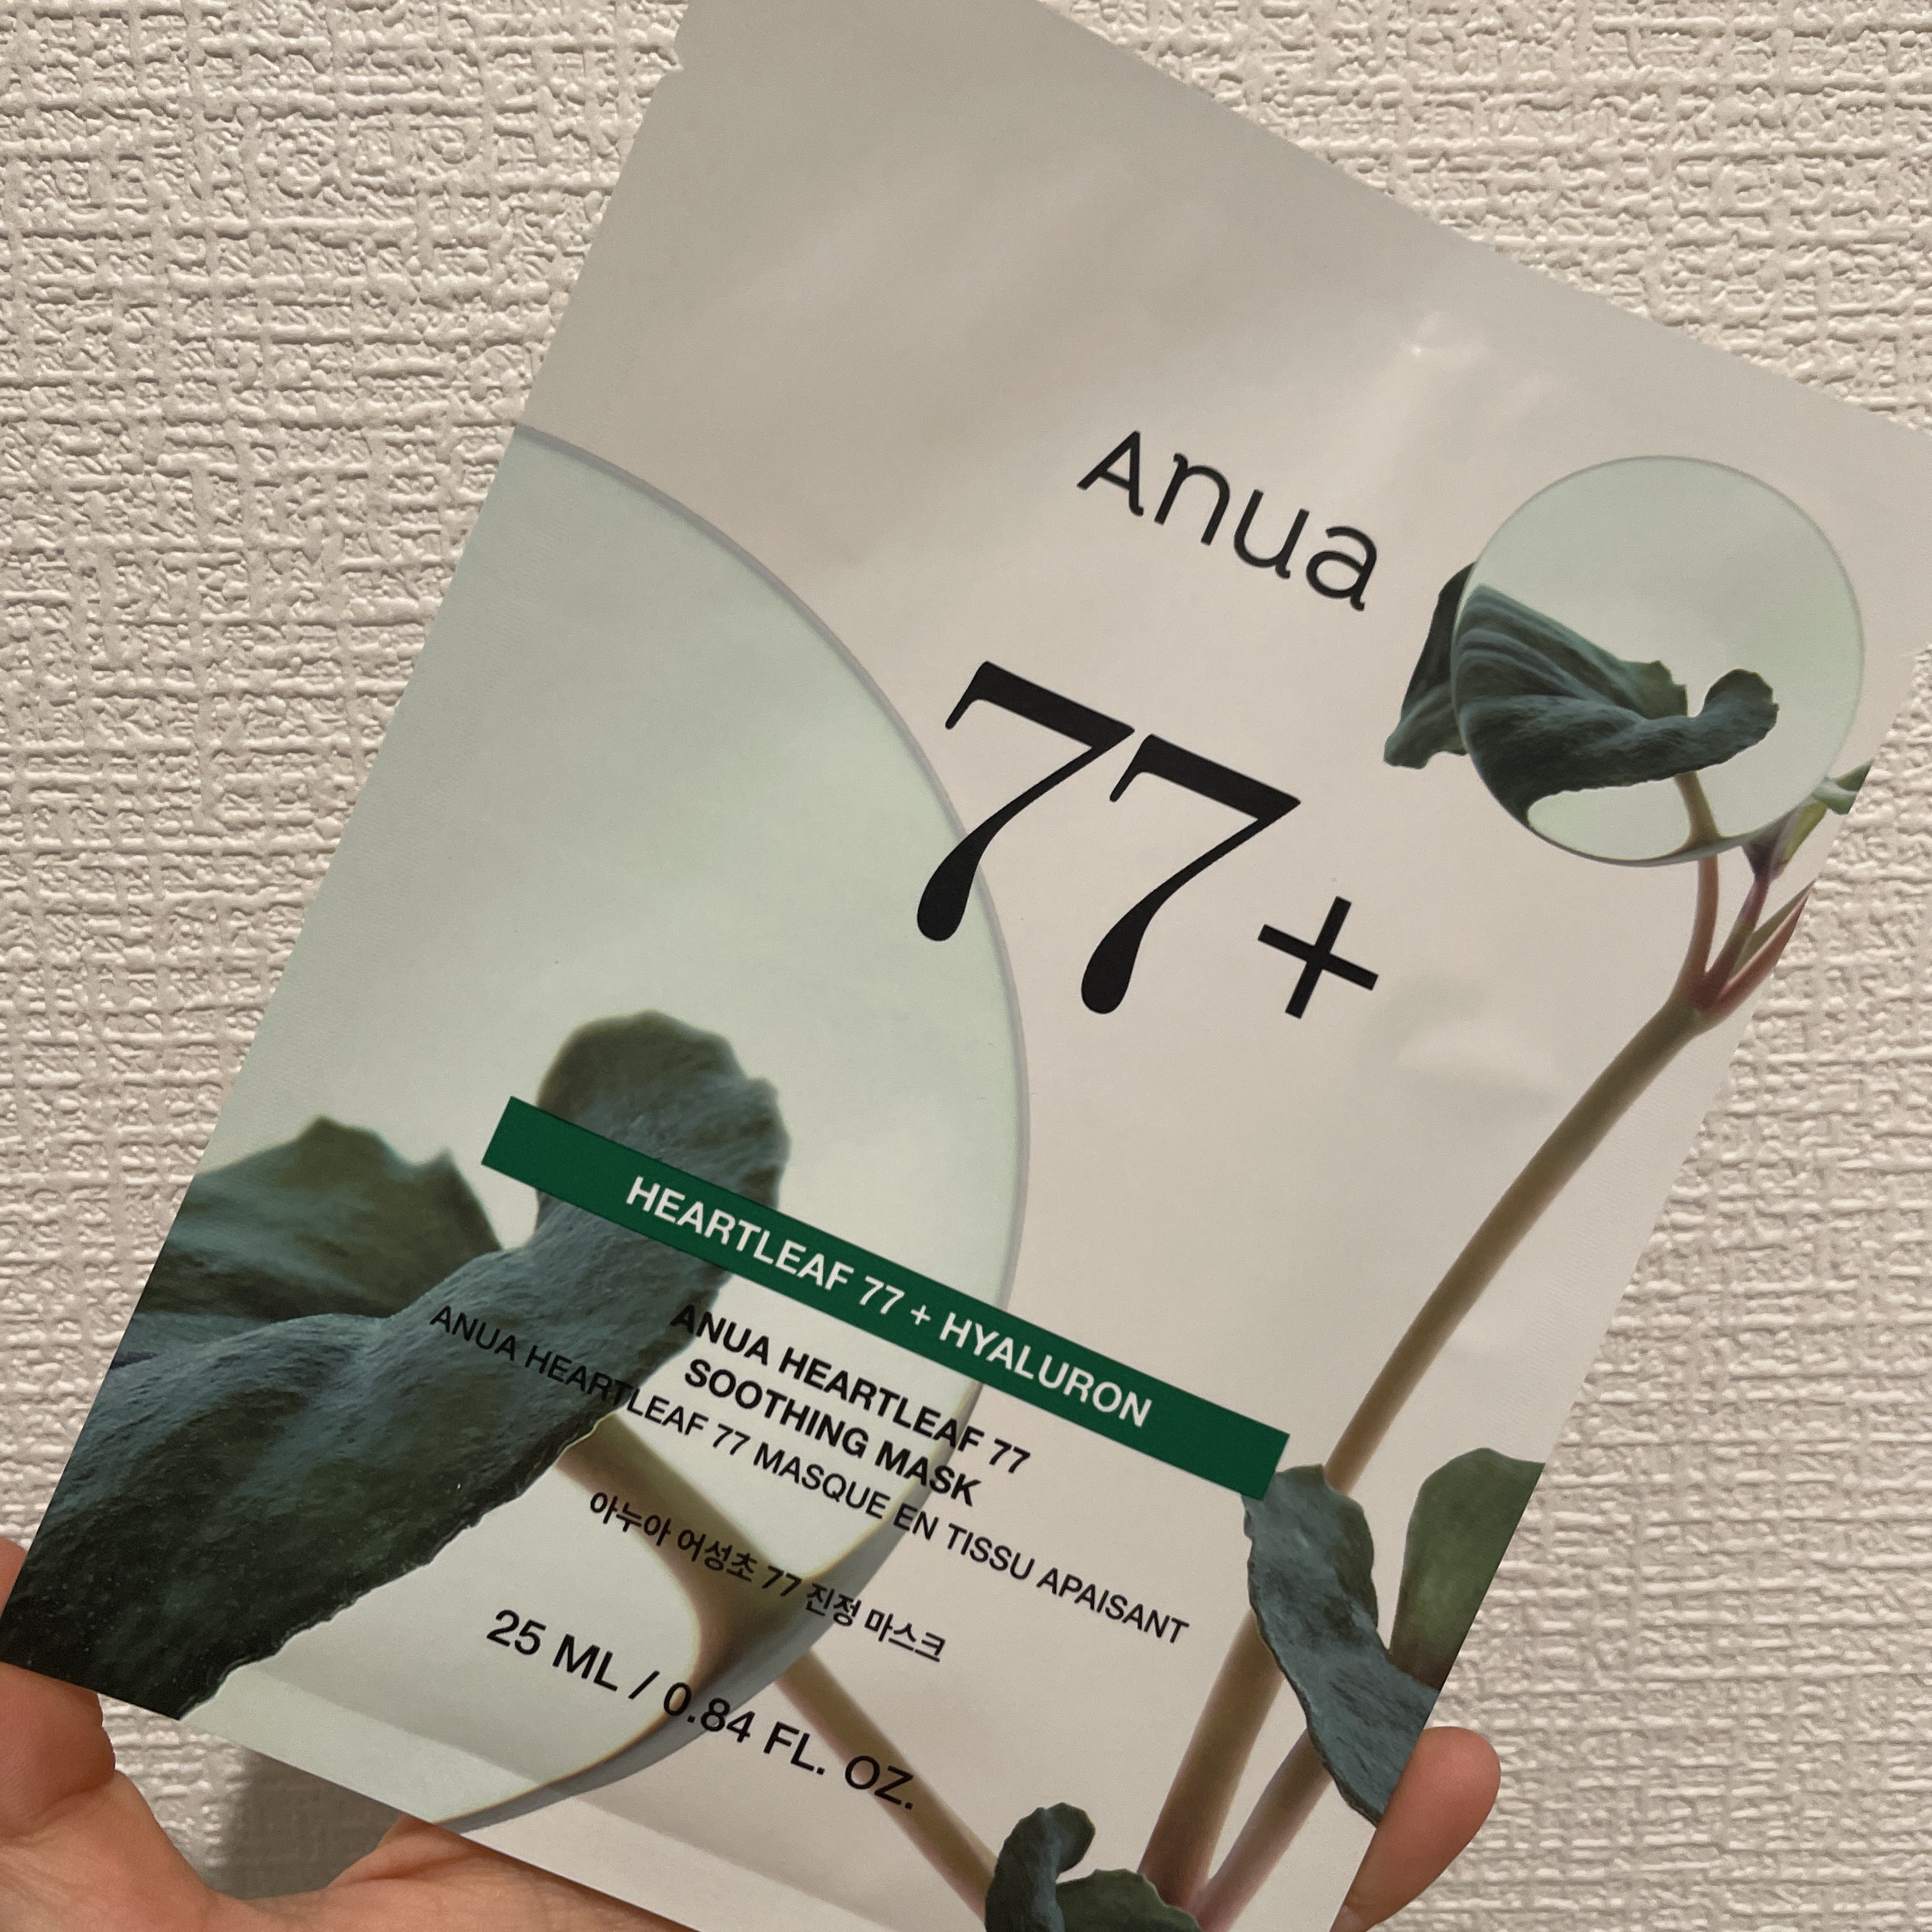 Anua
77+
HEARTLEAF 77 + HYALURON
ANUA HEARTLEAF 77
SOOTHING MASK
ANUA HEARTLEAF 77 MASQUE EN TISSU APAISANT
아누아 어성초 77 진정 마스크
25 ML / 0.84 FL. OZ.